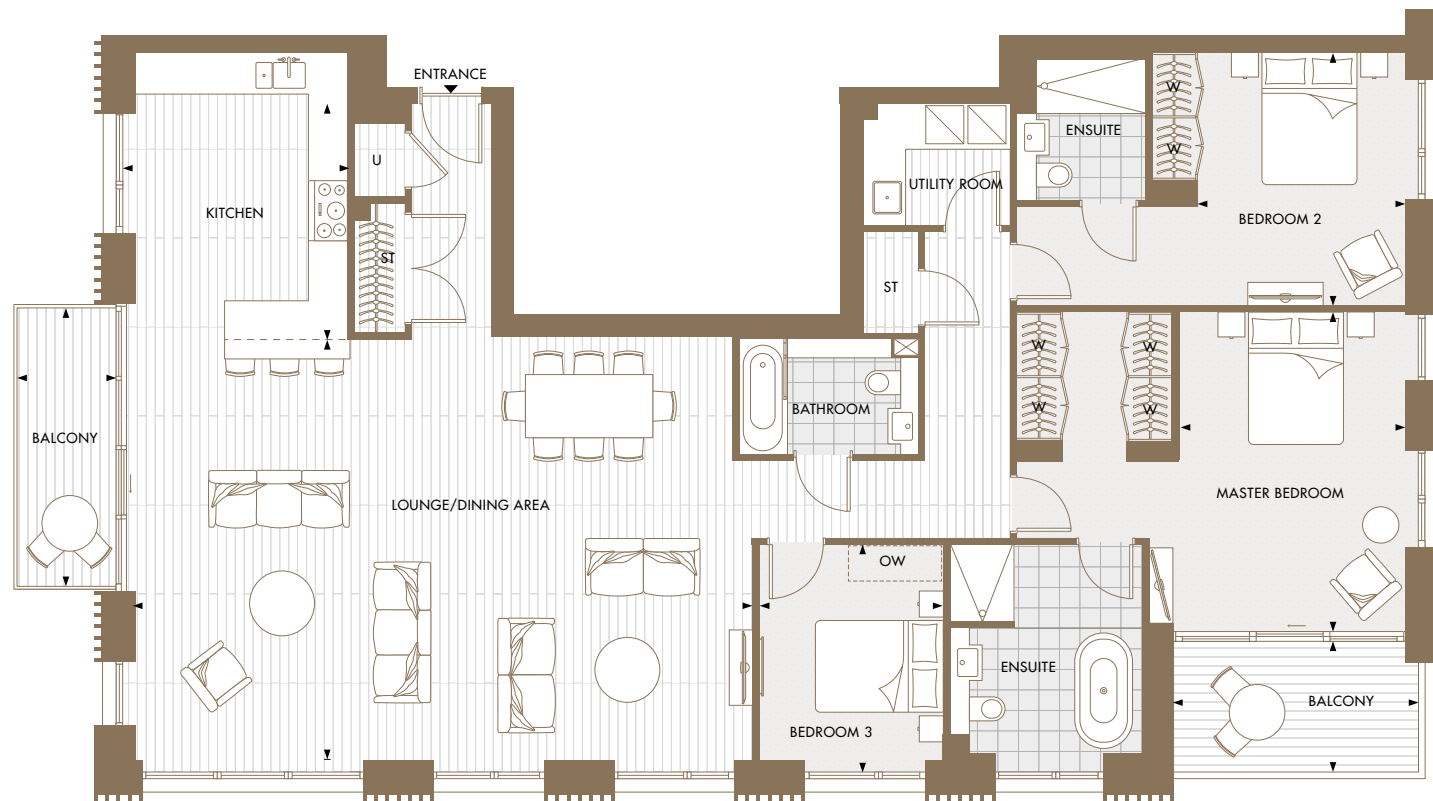 ENTRANCE
U
KITCHEN
ST
UTILITY ROOM
ENSUITE
W
W
BEDROOM 2
ST
BALCONY
BATHROOM
W
W
W
W
LOUNGE/DINING AREA
MASTER BEDROOM
OW
ENSUITE
BEDROOM 3
BALCONY